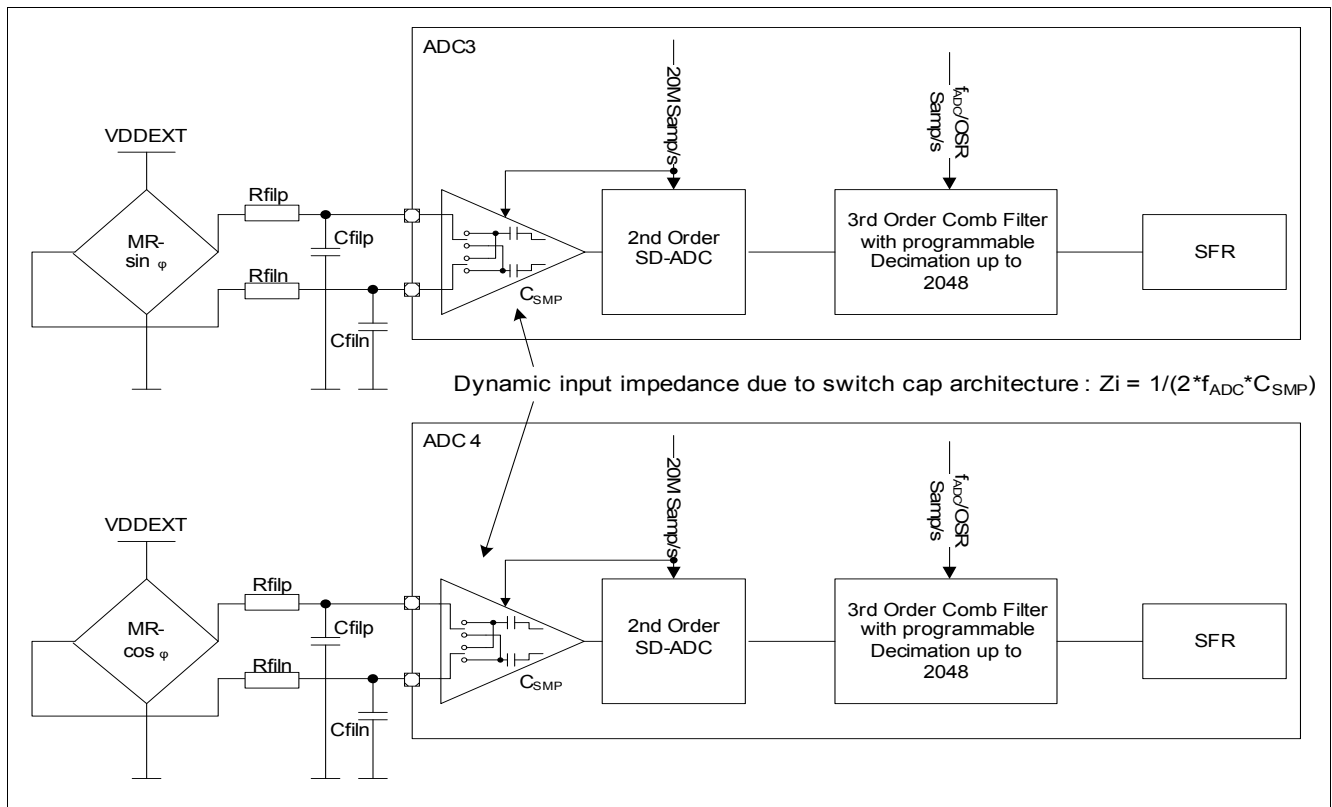 ADC3
20M Samp/s
fADC/OSR
Samp/s
VDDEXT
MR-
sin φ
Rfilp
Cfilp
Rfiln
Cfiln
CSMP
2nd Order
SD-ADC
3rd Order Comb Filter
with programmable
Decimation up to
2048
SFR
Dynamic input impedance due to switch cap architecture : Zi = 1/(2*fADC*CSMP)
ADC 4
20M Samp/s
fADC/OSR
Samp/s
VDDEXT
MR-
cos φ
Rfilp
Cfilp
Rfiln
Cfiln
CSMP
2nd Order
SD-ADC
3rd Order Comb Filter
with programmable
Decimation up to
2048
SFR